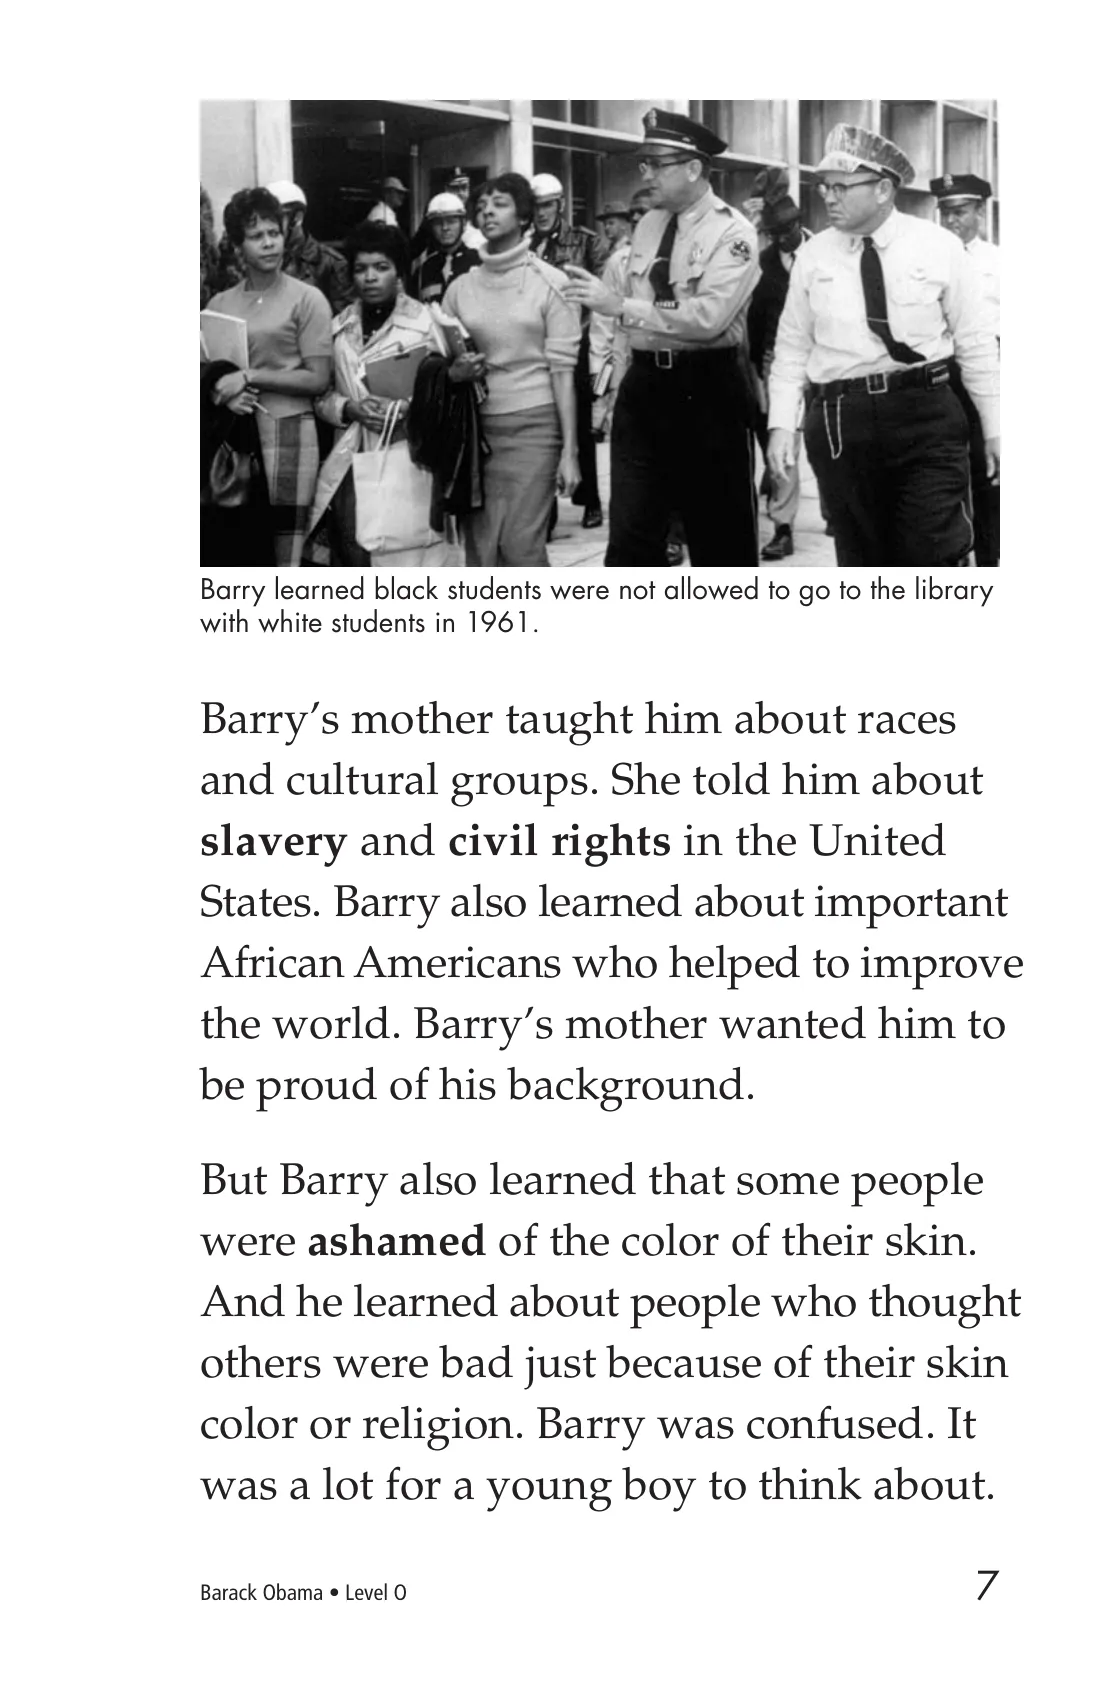 Barry learned black students were not allowed to go to the library
with white students in 1961.
Barry’s mother taught him about races
and cultural groups. She told him about
slavery and civil rights in the United
States. Barry also learned about important
African Americans who helped to improve
the world. Barry’s mother wanted him to
be proud of his background.
But Barry also learned that some people
were ashamed of the color of their skin.
And he learned about people who thought
others were bad just because of their skin
color or religion. Barry was confused. It
was a lot for a young boy to think about.
Barack Obama • Level O
7